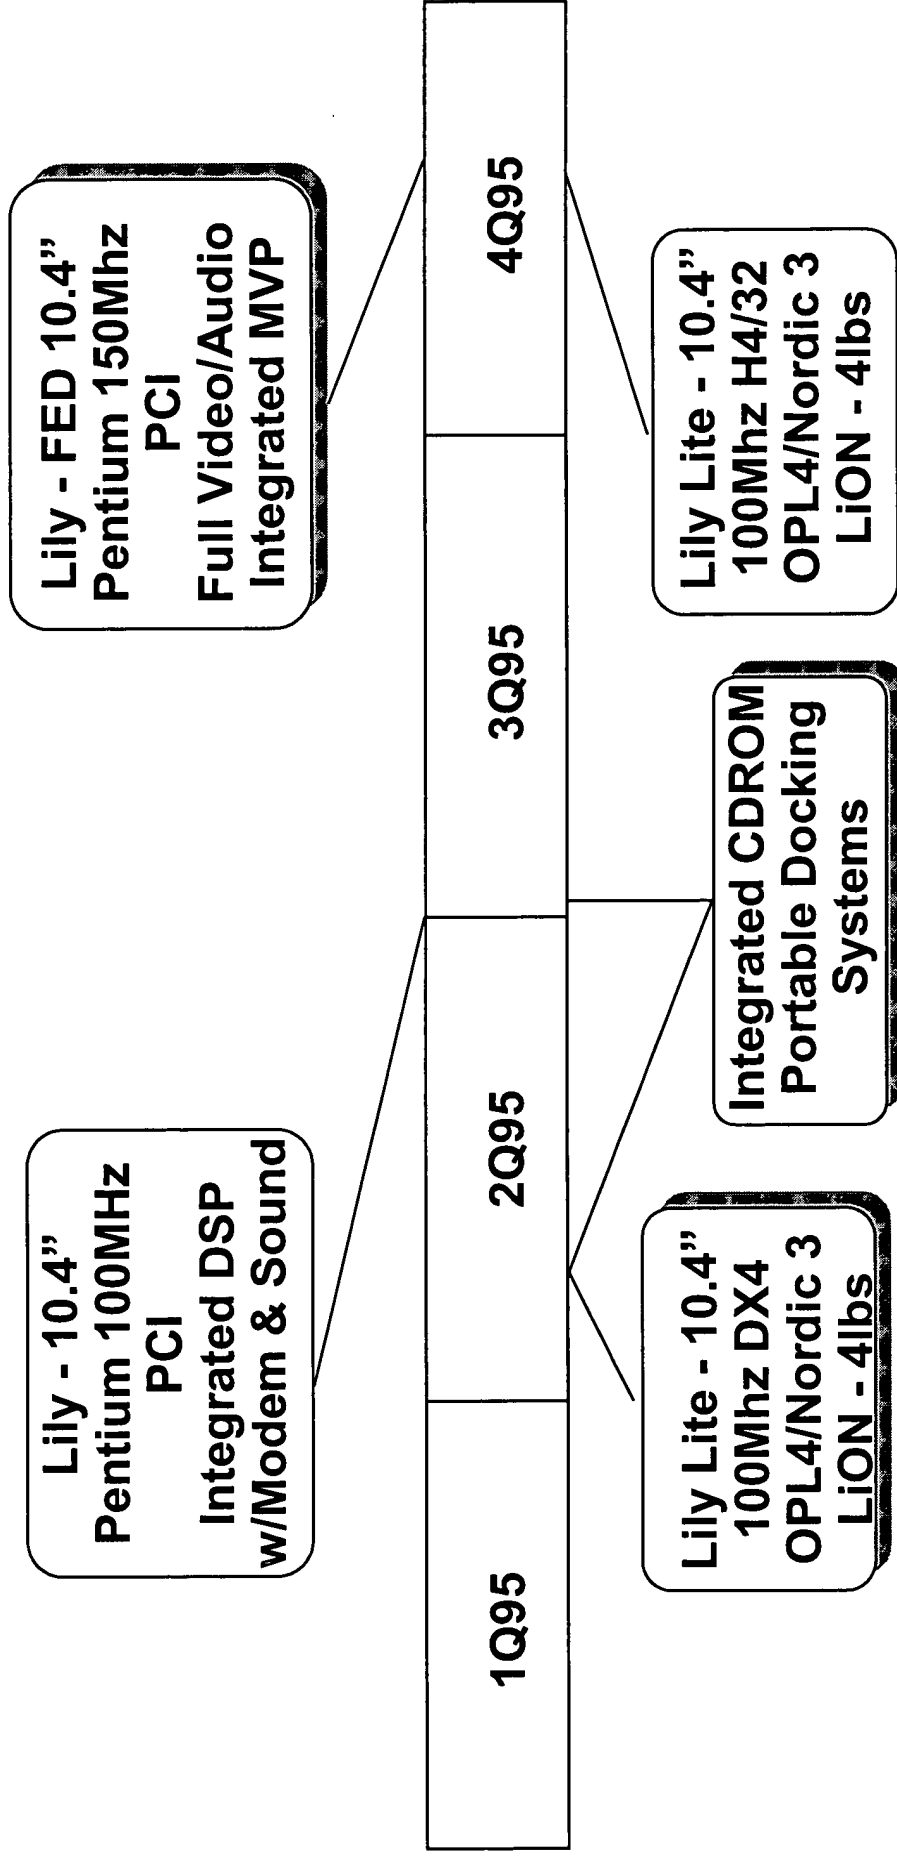 Lily - 10.4”
Pentium 100MHz
PCI
Integrated DSP
w/Modem & Sound
Lily - FED 10.4”
Pentium 150Mhz
PCI
Full Video/Audio
Integrated MVP
1Q95
2Q95
3Q95
4Q95
Lily Lite - 10.4”
100Mhz DX4
OPL4/Nordic 3
LiON - 4lbs
Integrated CDROM
Portable Docking
Systems
Lily Lite - 10.4”
100Mhz H4/32
OPL4/Nordic 3
LiON - 4lbs